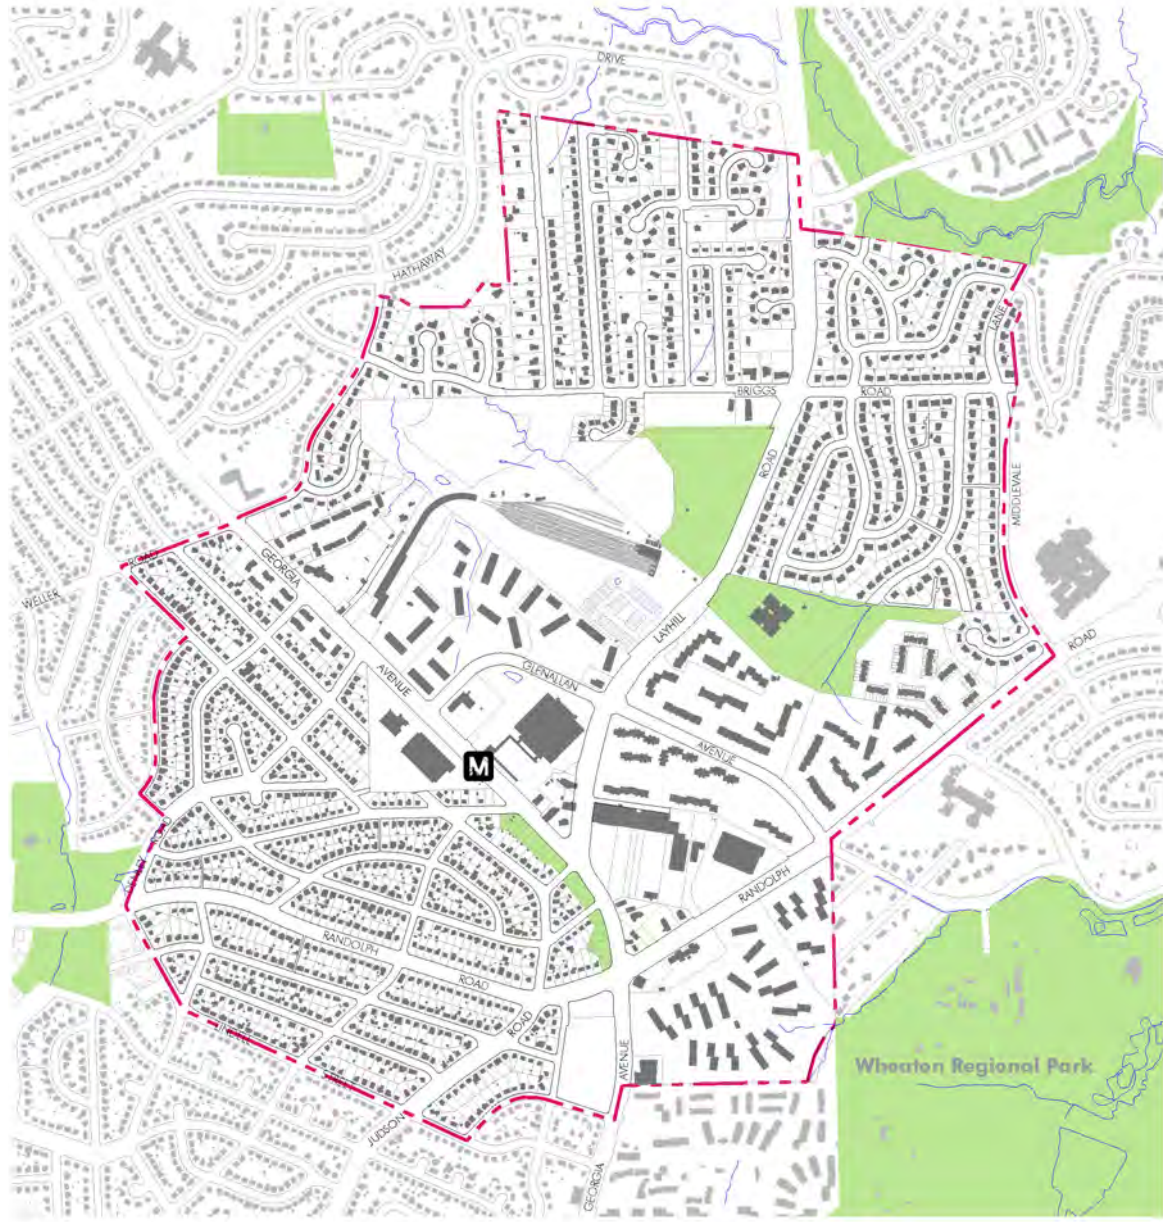 DRIVE
HATHAWAY
LANE
BRIGGS
ROAD
ROAD
MIDDLEVALE
GEORGIA
ROAD
WELLER
LAYHILL
ROAD
AVENUE
GLENALLAN
AVENUE
M
ROAD
RANDOLPH
RANDOLPH
ROAD
ROAD
AVENUE
Wheaton Regional Park
JUDSON
GEORGIA